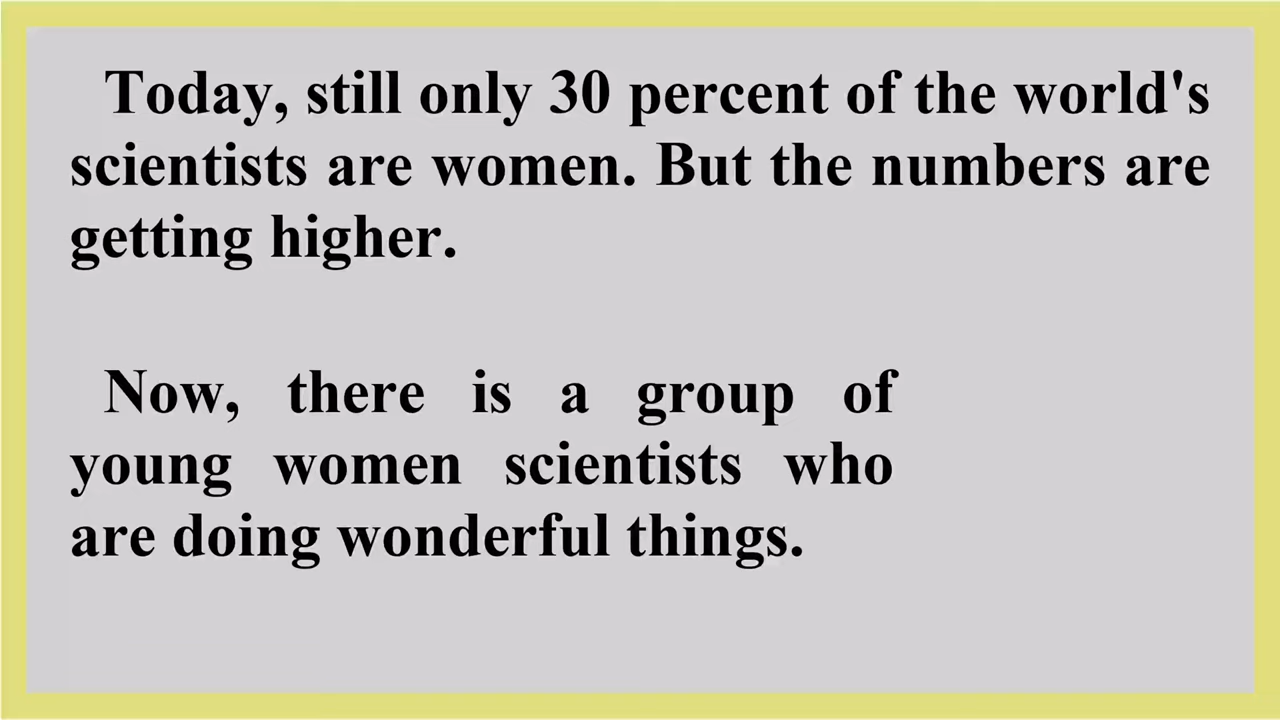 Today, still only 30 percent of the world's
scientists are women. But the numbers are
getting higher.
Now, there is a group of
young women scientists who
are doing wonderful things.